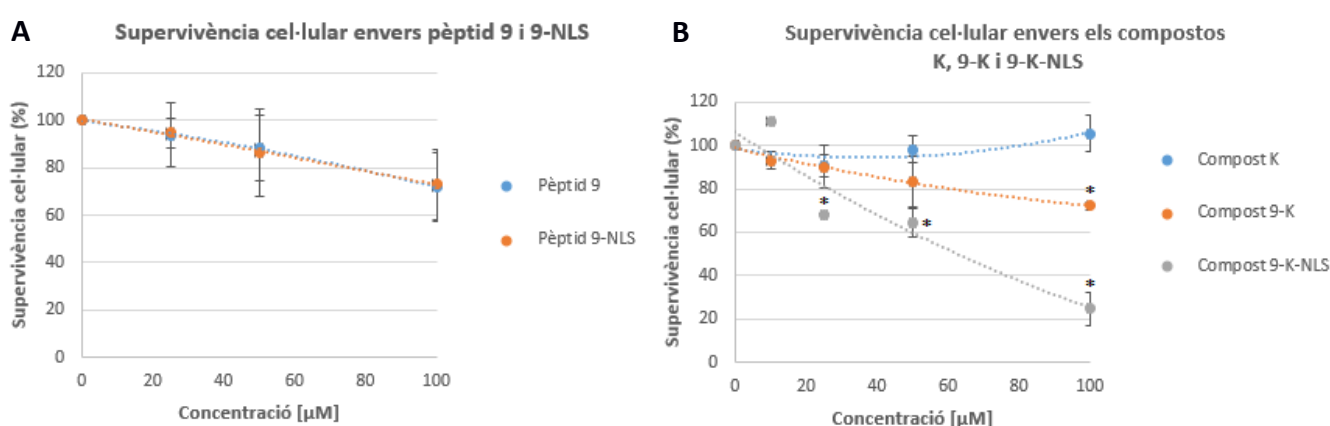 A
Supervivència cel·lular envers pèptid 9 i 9-NLS
Supervivència cel·lular (%)
120
100
80
60
40
20
0
0 20 40 60 80 100
Concentració [µM]
Pèptid 9
Pèptid 9-NLS
B
Supervivència cel·lular envers els compostos
K, 9-K i 9-K-NLS
Supervivència cel·lular (%)
120
100
80
60
40
20
0
* * * *
0 20 40 60 80 100
Concentració [µM]
Compost K
Compost 9-K
Compost 9-K-NLS